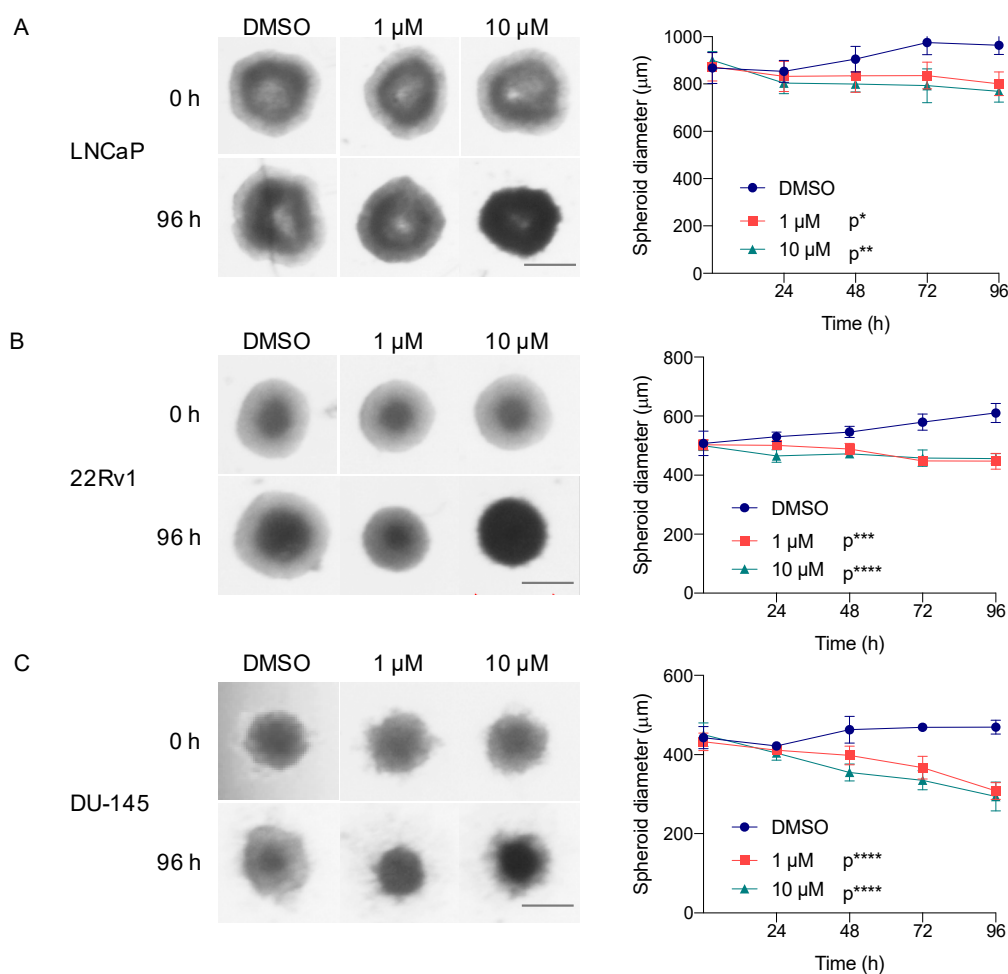 A
DMSO 1 µM 10 µM
0 h
LNCaP
96 h
1000
800
600
400
200
0
Spheroid diameter (µm)
DMSO
1 µM p*
10 µM p**
24 48 72 96
Time (h)
B
DMSO 1 µM 10 µM
0 h
22Rv1
96 h
800
600
400
200
0
Spheroid diameter (µm)
DMSO
1 µM p***
10 µM p****
24 48 72 96
Time (h)
C
DMSO 1 µM 10 µM
0 h
DU-145
96 h
600
400
200
0
Spheroid diameter (µm)
DMSO
1 µM p****
10 µM p****
24 48 72 96
Time (h)